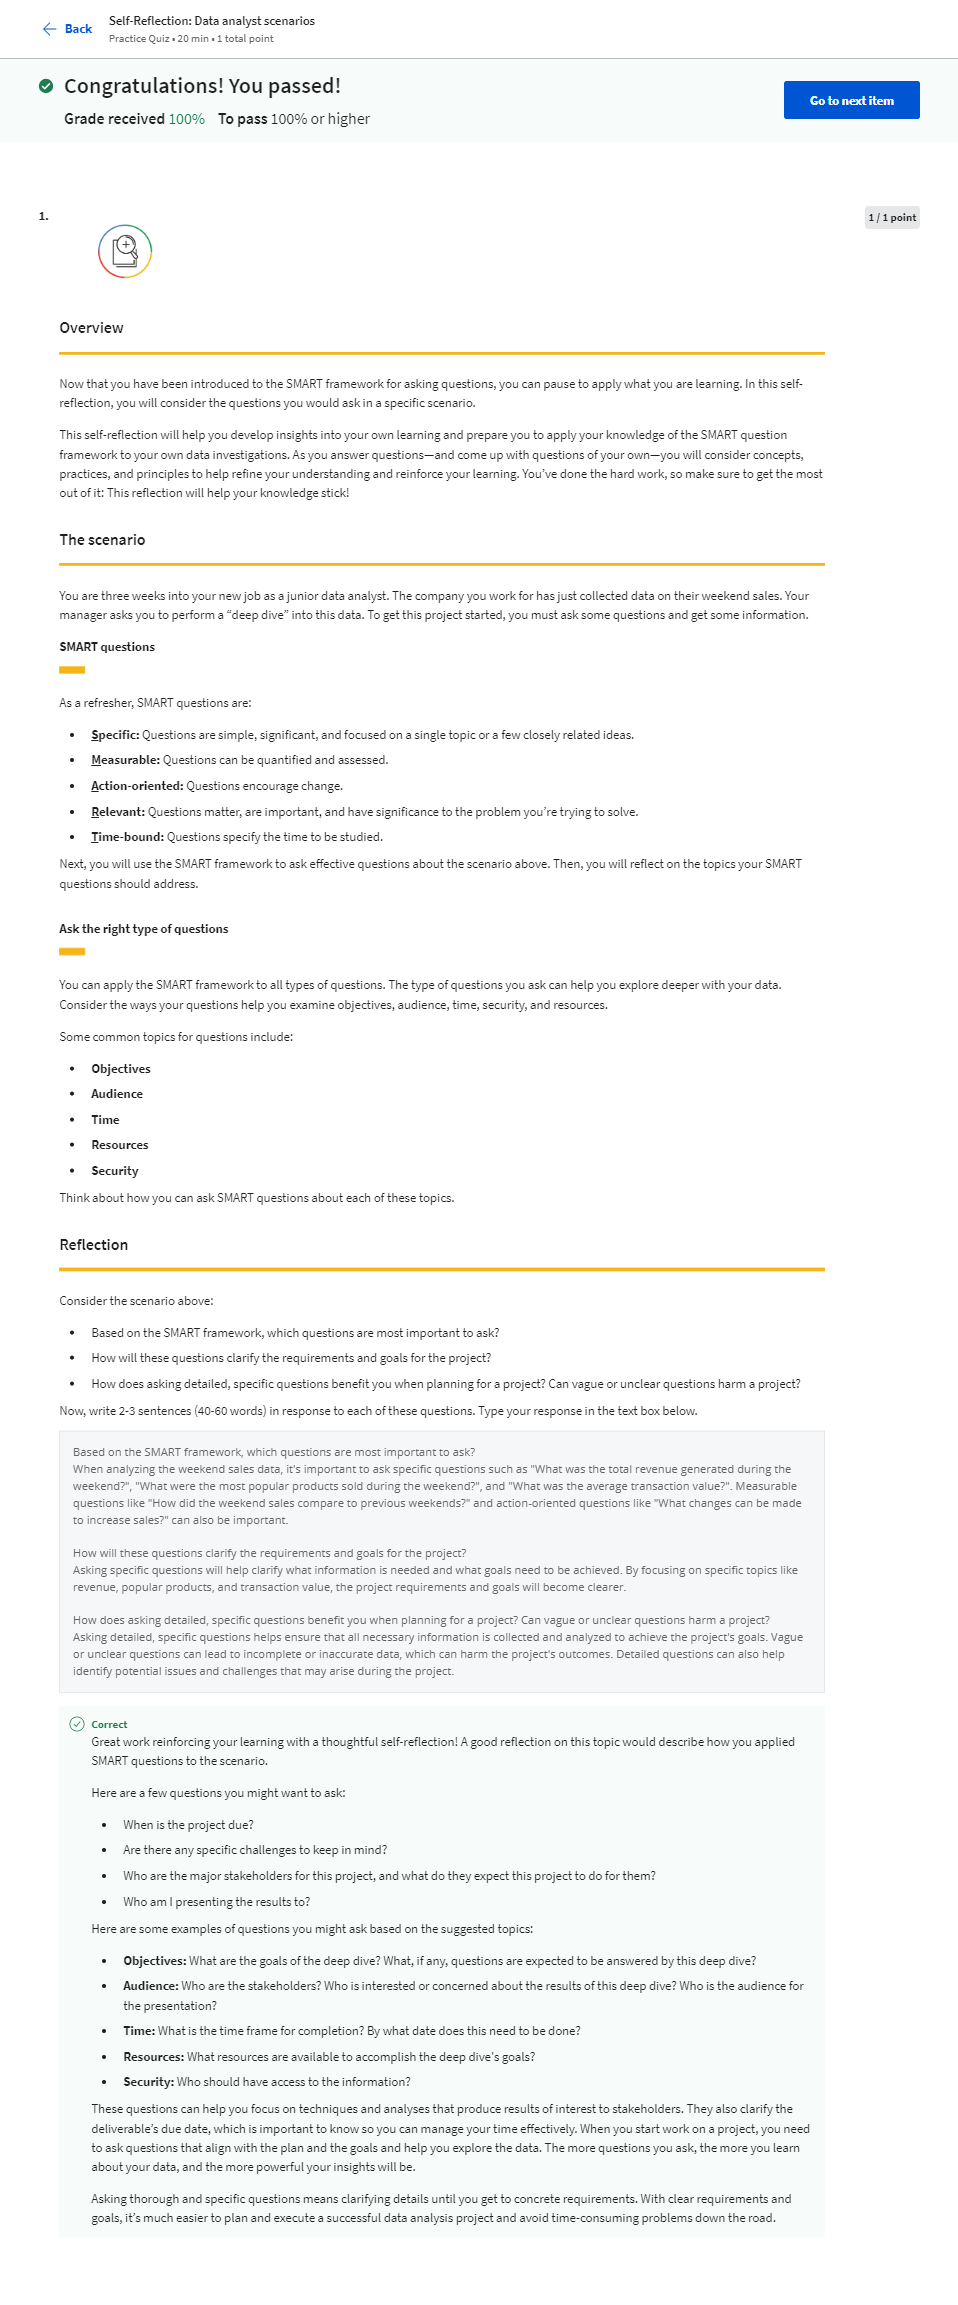 Back
Self-Reflection: Data analyst scenarios
Practice Quiz • 20 min • 1 total point
Congratulations! You passed!
Grade received 100% To pass 100% or higher
Go to next item
1.
1 / 1 point
Overview
Now that you have been introduced to the SMART framework for asking questions, you can pause to apply what you are learning. In this self-
reflection, you will consider the questions you would ask in a specific scenario.
This self-reflection will help you develop insights into your own learning and prepare you to apply your knowledge of the SMART question
framework to your own data investigations. As you answer questions—and come up with questions of your own—you will consider concepts,
practices, and principles to help refine your understanding and reinforce your learning. You’ve done the hard work, so make sure to get the most
out of it: This reflection will help your knowledge stick!
The scenario
You are three weeks into your new job as a junior data analyst. The company you work for has just collected data on their weekend sales. Your
manager asks you to perform a “deep dive” into this data. To get this project started, you must ask some questions and get some information.
SMART questions
As a refresher, SMART questions are:
• Specific: Questions are simple, significant, and focused on a single topic or a few closely related ideas.
• Measurable: Questions can be quantified and assessed.
• Action-oriented: Questions encourage change.
• Relevant: Questions matter, are important, and have significance to the problem you’re trying to solve.
• Time-bound: Questions specify the time to be studied.
Next, you will use the SMART framework to ask effective questions about the scenario above. Then, you will reflect on the topics your SMART
questions should address.
Ask the right type of questions
You can apply the SMART framework to all types of questions. The type of questions you ask can help you explore deeper with your data.
Consider the ways your questions help you examine objectives, audience, time, security, and resources.
Some common topics for questions include:
• Objectives
• Audience
• Time
• Resources
• Security
Think about how you can ask SMART questions about each of these topics.
Reflection
Consider the scenario above:
• Based on the SMART framework, which questions are most important to ask?
• How will these questions clarify the requirements and goals for the project?
• How does asking detailed, specific questions benefit you when planning for a project? Can vague or unclear questions harm a project?
Now, write 2-3 sentences (40-60 words) in response to each of these questions. Type your response in the text box below.
Based on the SMART framework, which questions are most important to ask?
When analyzing the weekend sales data, it's important to ask specific questions such as "What was the total revenue generated during the
weekend?", "What were the most popular products sold during the weekend?", and "What was the average transaction value?". Measurable
questions like "How did the weekend sales compare to previous weekends?" and action-oriented questions like "What changes can be made
to increase sales?" can also be important.
How will these questions clarify the requirements and goals for the project?
Asking specific questions will help clarify what information is needed and what goals need to be achieved. By focusing on specific topics like
revenue, popular products, and transaction value, the project requirements and goals will become clearer.
How does asking detailed, specific questions benefit you when planning for a project? Can vague or unclear questions harm a project?
Asking detailed, specific questions helps ensure that all necessary information is collected and analyzed to achieve the project's goals. Vague
or unclear questions can lead to incomplete or inaccurate data, which can harm the project's outcomes. Detailed questions can also help
identify potential issues and challenges that may arise during the project.
Correct
Great work reinforcing your learning with a thoughtful self-reflection! A good reflection on this topic would describe how you applied
SMART questions to the scenario.
Here are a few questions you might want to ask:
• When is the project due?
• Are there any specific challenges to keep in mind?
• Who are the major stakeholders for this project, and what do they expect this project to do for them?
• Who am I presenting the results to?
Here are some examples of questions you might ask based on the suggested topics:
• Objectives: What are the goals of the deep dive? What, if any, questions are expected to be answered by this deep dive?
• Audience: Who are the stakeholders? Who is interested or concerned about the results of this deep dive? Who is the audience for
the presentation?
• Time: What is the time frame for completion? By what date does this need to be done?
• Resources: What resources are available to accomplish the deep dive's goals?
• Security: Who should have access to the information?
These questions can help you focus on techniques and analyses that produce results of interest to stakeholders. They also clarify the
deliverable’s due date, which is important to know so you can manage your time effectively. When you start work on a project, you need
to ask questions that align with the plan and the goals and help you explore the data. The more questions you ask, the more you learn
about your data, and the more powerful your insights will be.
Asking thorough and specific questions means clarifying details until you get to concrete requirements. With clear requirements and
goals, it’s much easier to plan and execute a successful data analysis project and avoid time-consuming problems down the road.